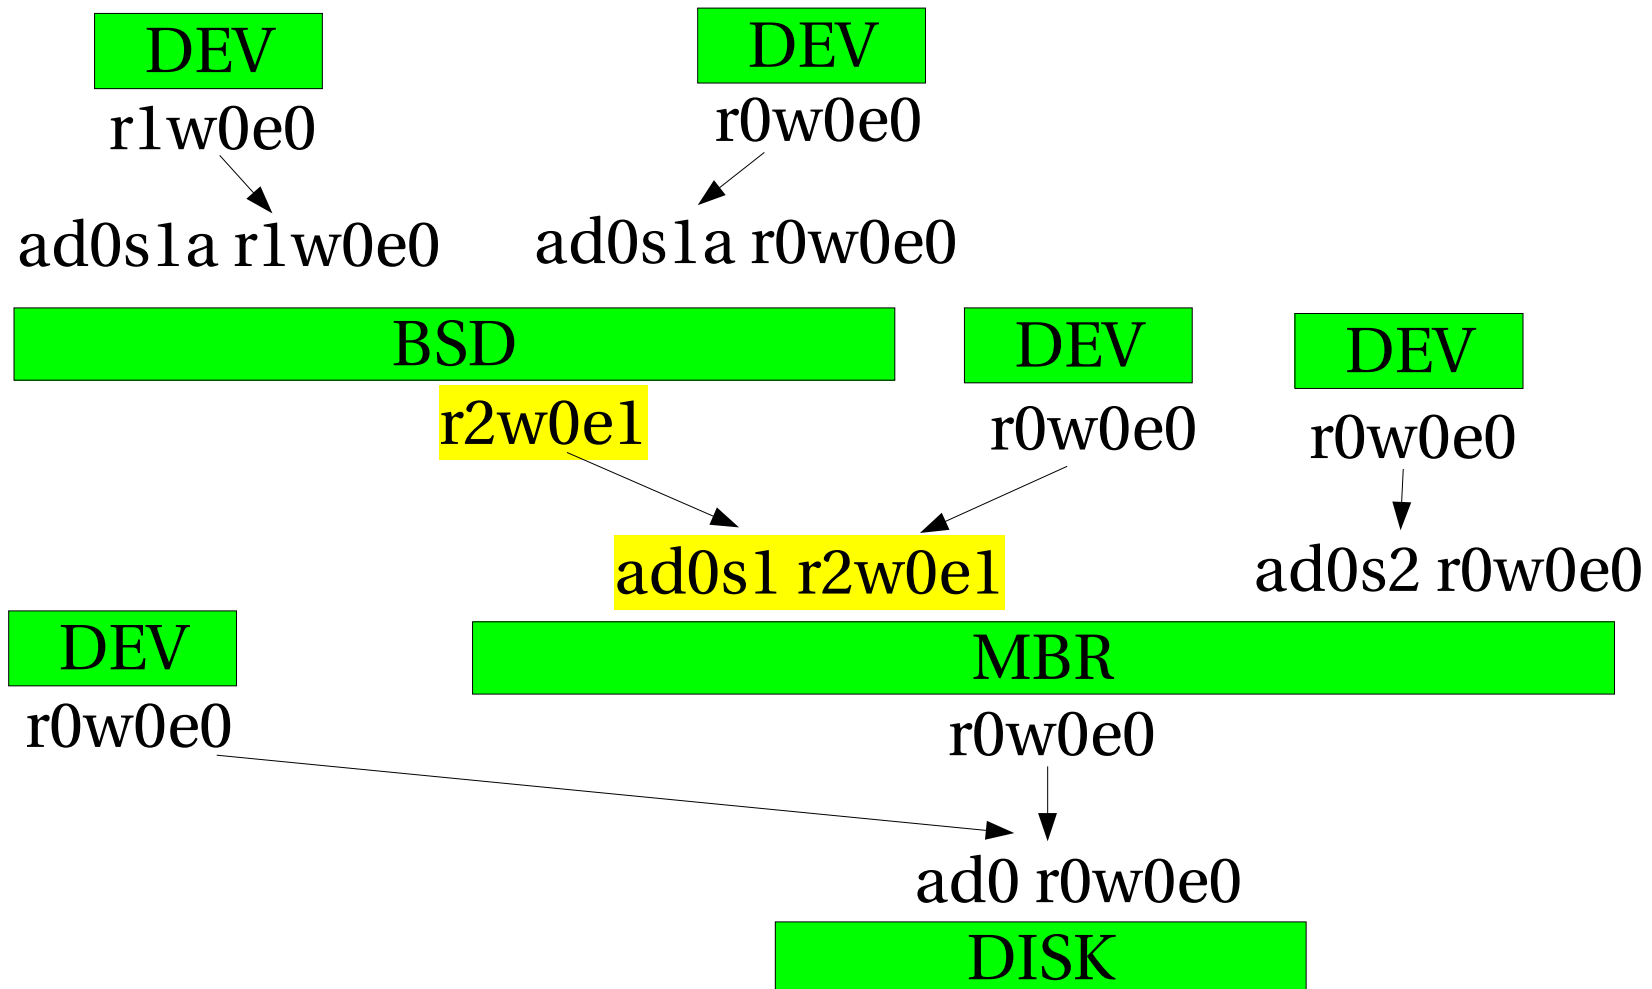 DEV DEV
r1w0e0 r0w0e0
ad0s1a r1w0e0 ad0s1a r0w0e0
BSD DEV DEV
r2w0e1 r0w0e0 r0w0e0
ad0s1 r2w0e1 ad0s2 r0w0e0
DEV MBR
r0w0e0 r0w0e0
ad0 r0w0e0
DISK